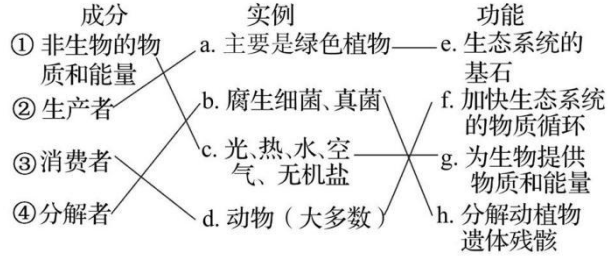 成分 实例 功能
① 非生物的物质和能量
② 生产者
③ 消费者
④ 分解者
a. 主要是绿色植物
b. 腐生细菌、真菌
c. 光、热、水、空气、无机盐
d. 动物（大多数）
e. 生态系统的基石
f. 加快生态系统的物质循环
g. 为生物提供物质和能量
h. 分解动植物遗体残骸